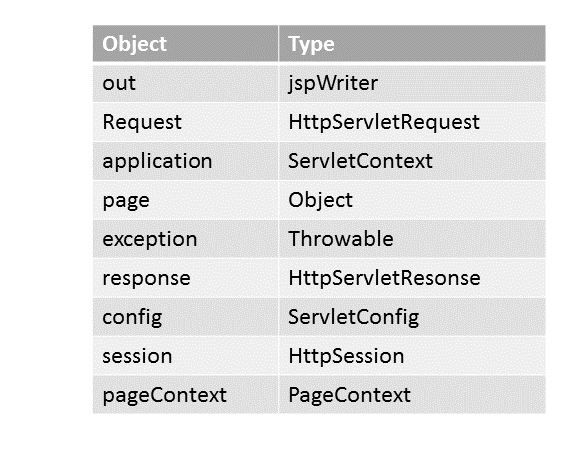 Object Type
out jspWriter
Request HttpServletRequest
application ServletContext
page Object
exception Throwable
response HttpServletResonse
config ServletConfig
session HttpSession
pageContext PageContext